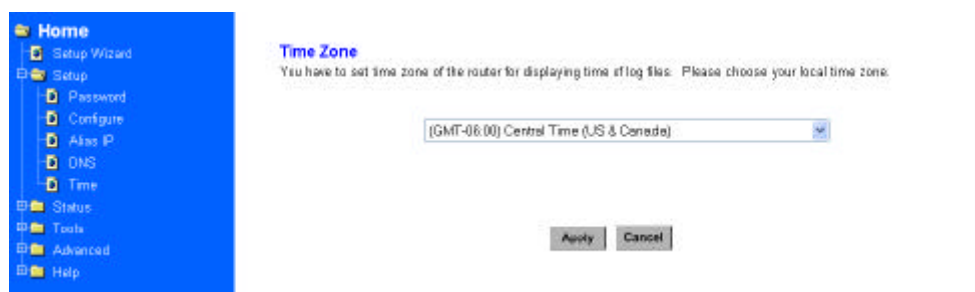 Home
Setup Wizard
Setup
Password
Configure
Alias IP
DNS
Time
Status
Tools
Advanced
Help
Time Zone
You have to set time zone of the router for displaying time of log files. Please choose your local time zone.
(GMT-06:00) Central Time (US & Canada)
Apply
Cancel